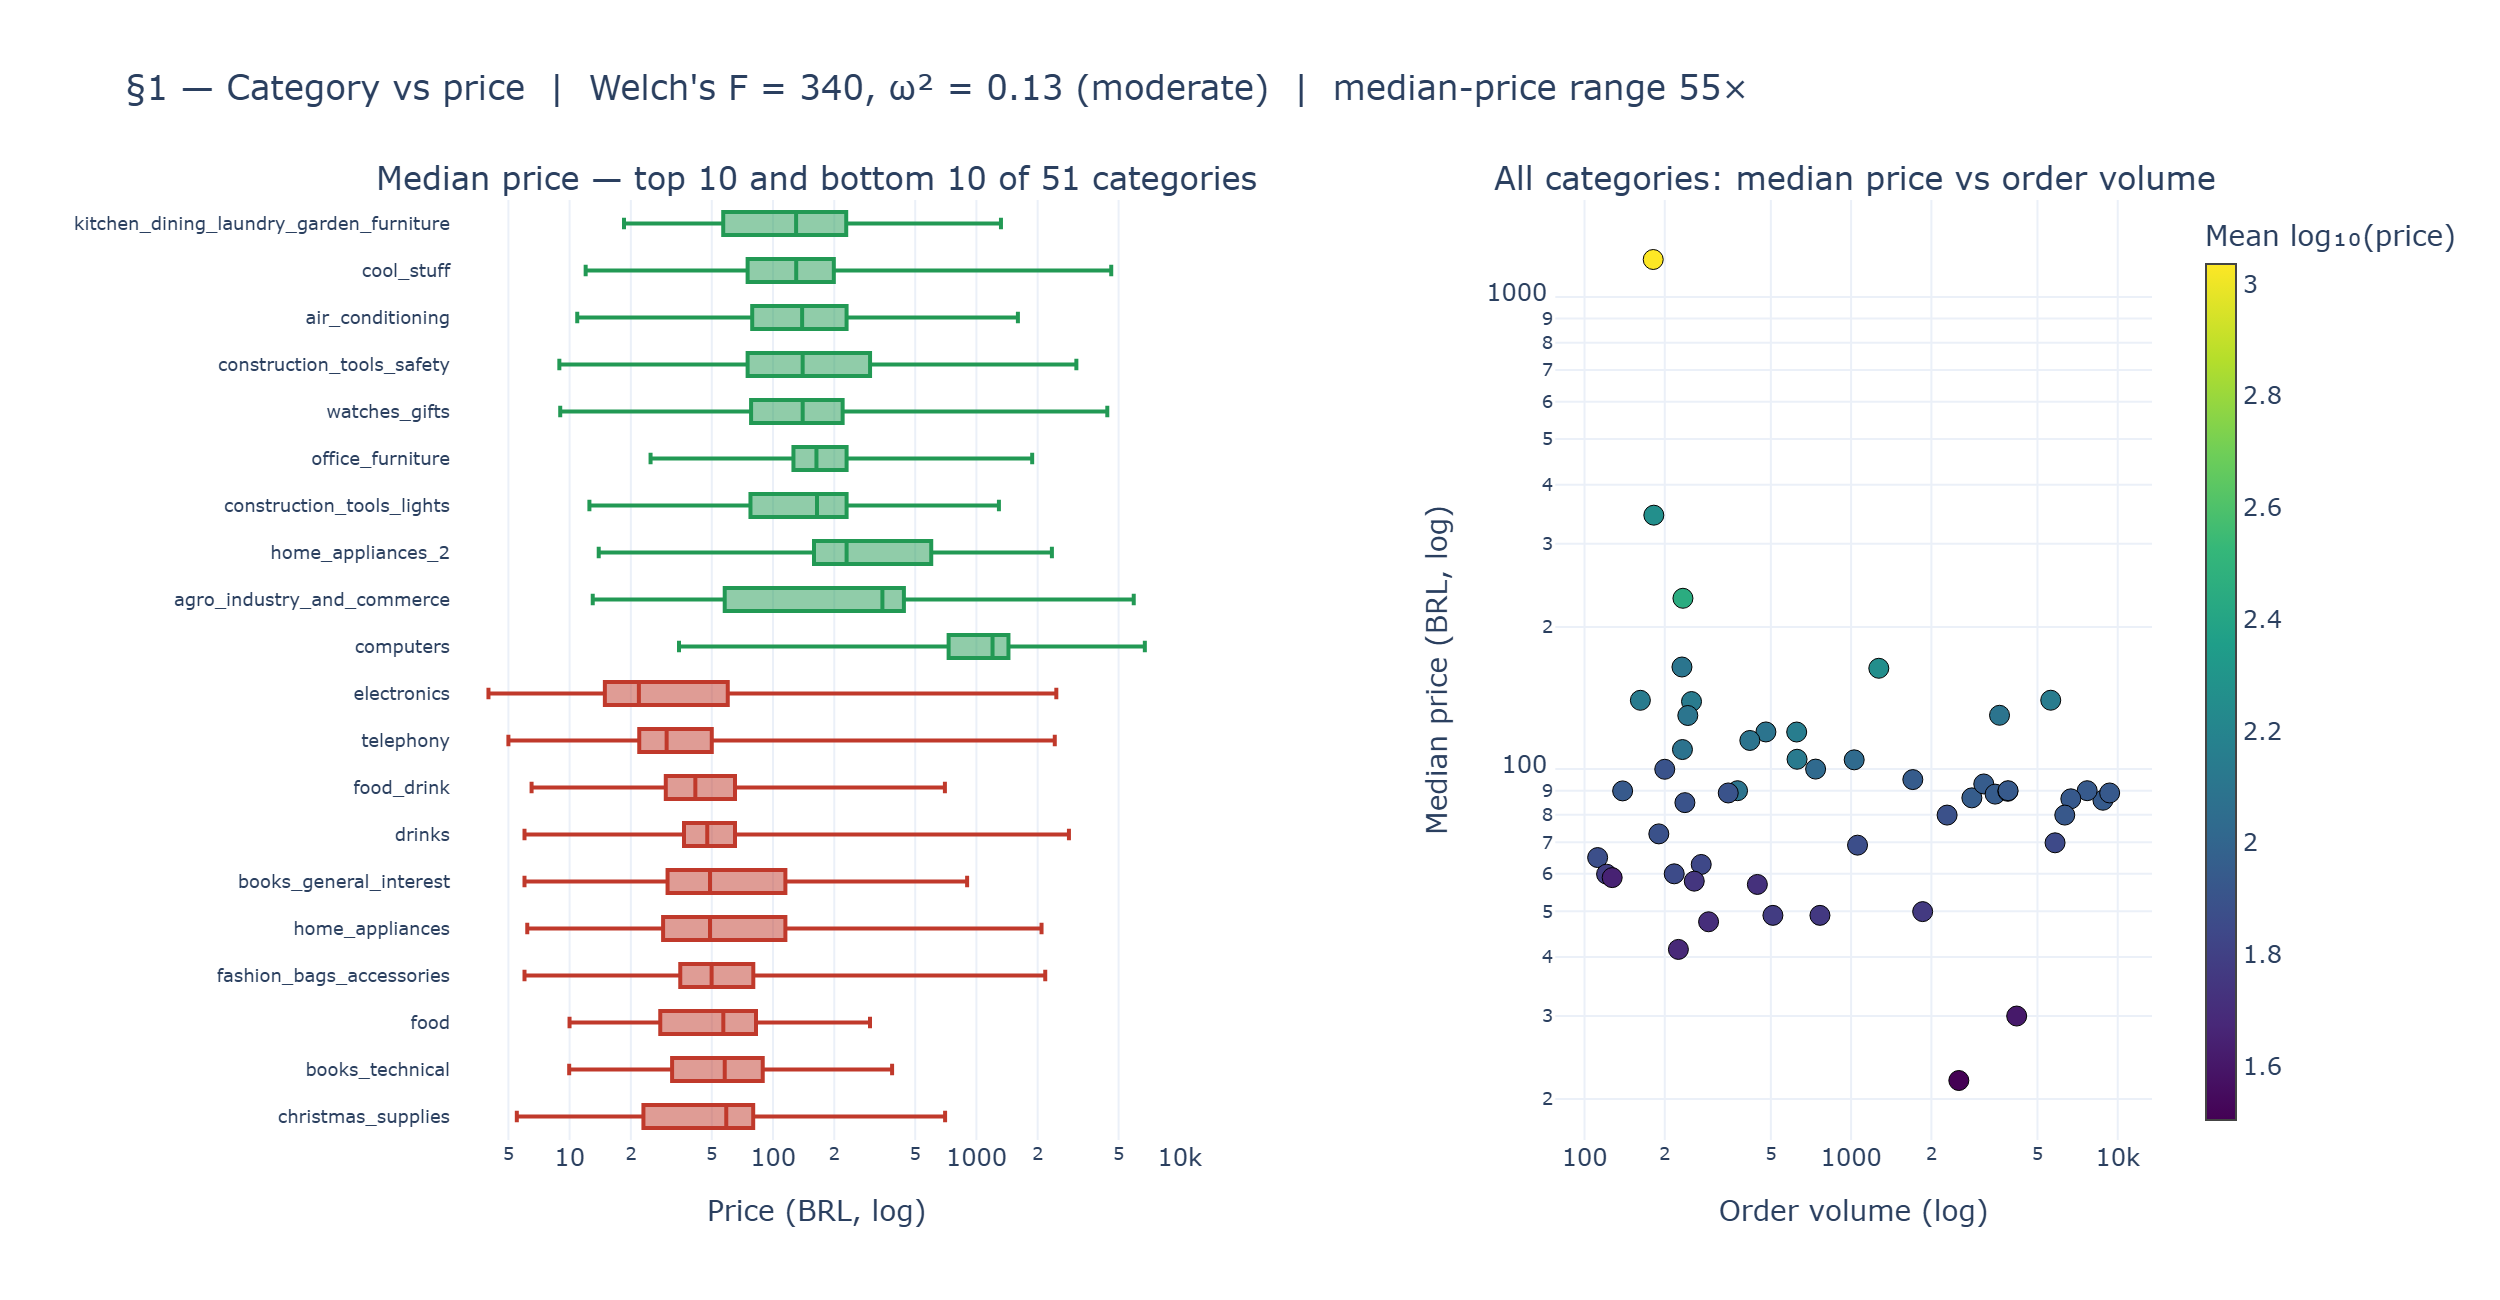 §1 — Category vs price | Welch's F = 340, ω² = 0.13 (moderate) | median-price range 55×
Median price — top 10 and bottom 10 of 51 categories
kitchen_dining_laundry_garden_furniture
cool_stuff
air_conditioning
construction_tools_safety
watches_gifts
office_furniture
construction_tools_lights
home_appliances_2
agro_industry_and_commerce
computers
electronics
telephony
food_drink
drinks
books_general_interest
home_appliances
fashion_bags_accessories
food
books_technical
christmas_supplies
5 10 2 5 100 2 5 1000 2 5 10k
Price (BRL, log)
All categories: median price vs order volume
Median price (BRL, log)
1000
9
8
7
6
5
4
3
2
100
9
8
7
6
5
4
3
2
100 2 5 1000 2 5 10k
Order volume (log)
Mean log₁₀(price)
3
2.8
2.6
2.4
2.2
2
1.8
1.6